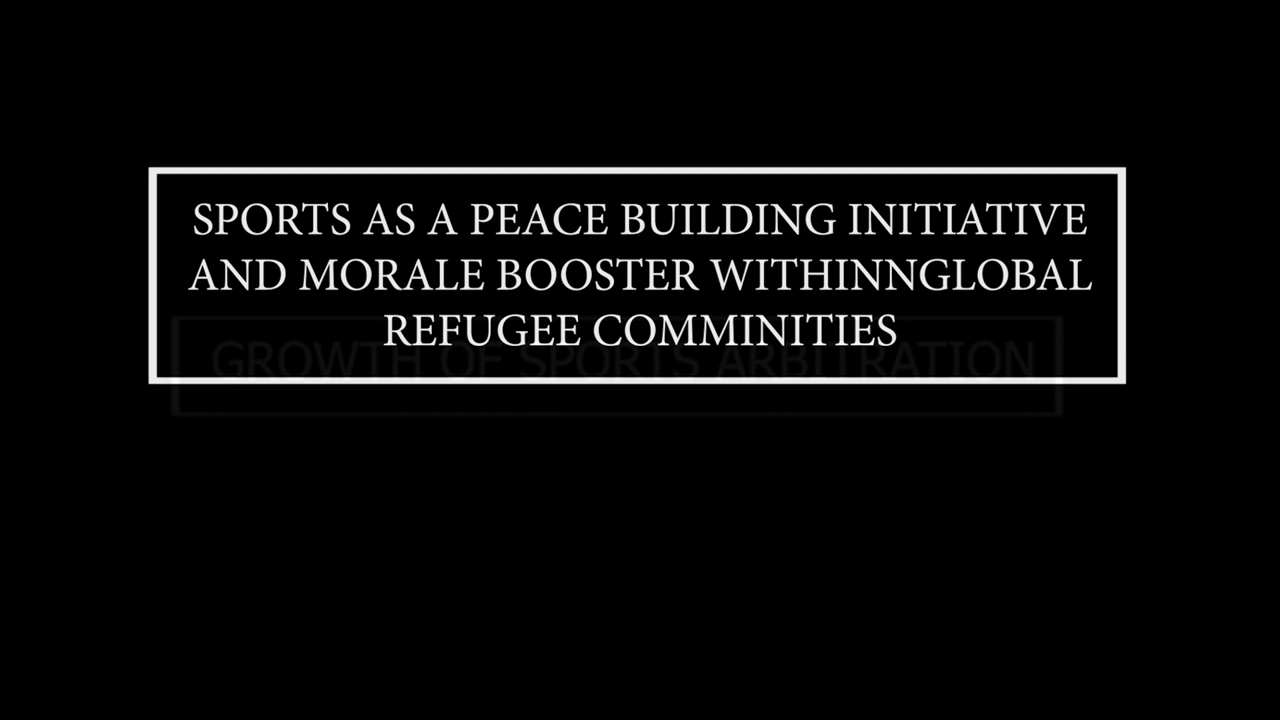 SPORTS AS A PEACE BUILDING INITIATIVE
AND MORALE BOOSTER WITHINNGLOBAL
REFUGEE COMMINITIES
GROWTH OF SPORTS ARBITRATION